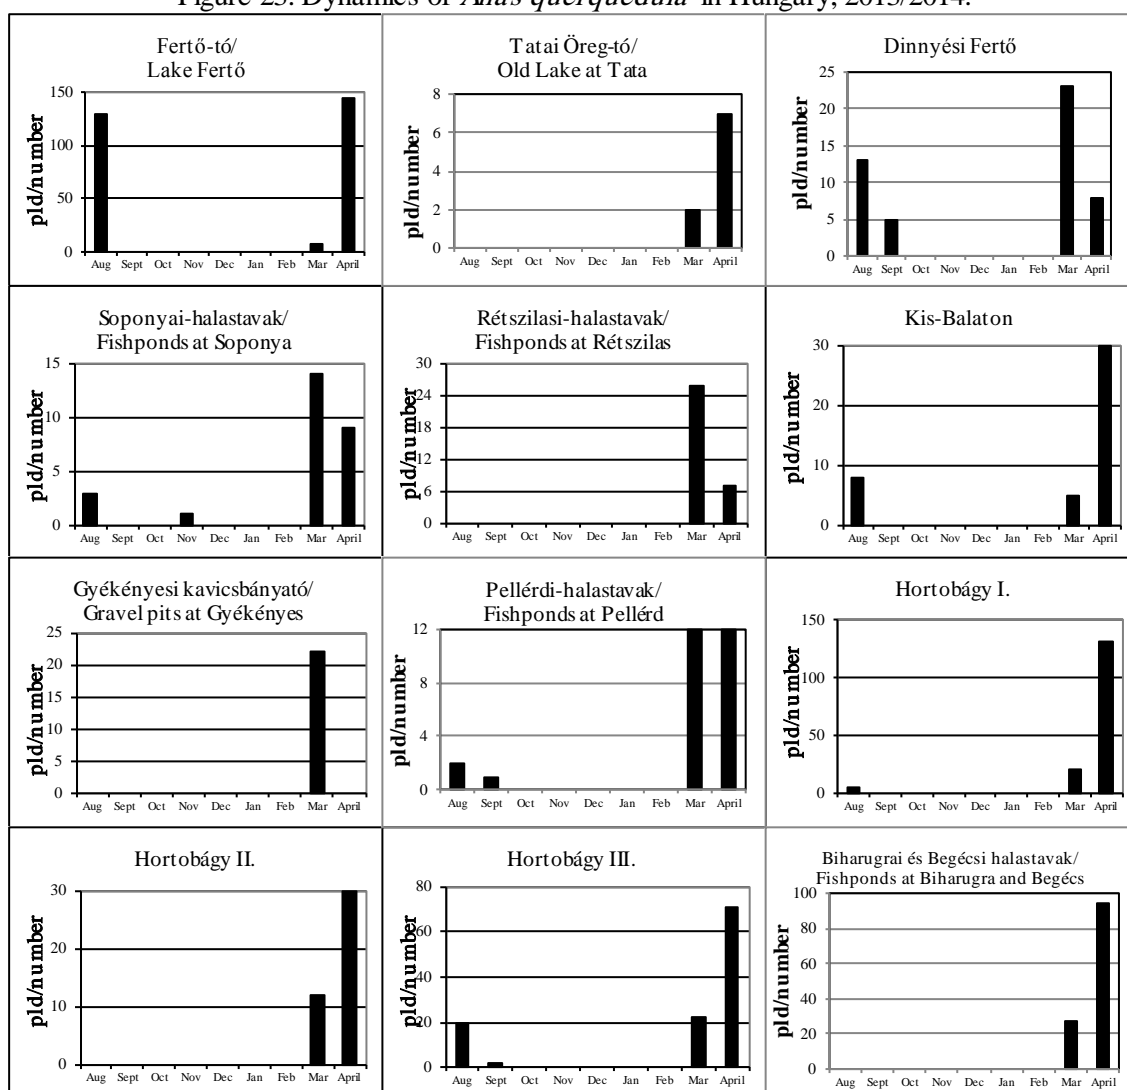 Figure 23. Dynamics of Anas querquedula in Hungary, 2013/2014.
Fertő-tó/
Lake Fertő
pld/number
150
100
50
0
Aug Sept Oct Nov Dec Jan Feb Mar April
Tatai Öreg-tó/
Old Lake at Tata
pld/number
8
6
4
2
0
Aug Sept Oct Nov Dec Jan Feb Mar April
Dinnyési Fertő
pld/number
25
20
15
10
5
0
Aug Sept Oct Nov Dec Jan Feb Mar April
Soponyai-halastavak/
Fishponds at Soponya
pld/number
15
10
5
0
Aug Sept Oct Nov Dec Jan Feb Mar April
Rétszilasi-halastavak/
Fishponds at Rétszilas
pld/number
30
24
18
12
6
0
Aug Sept Oct Nov Dec Jan Feb Mar April
Kis-Balaton
pld/number
30
20
10
0
Aug Sept Oct Nov Dec Jan Feb Mar April
Gyékényesi kavicsbányató/
Gravel pits at Gyékényes
pld/number
25
20
15
10
5
0
Aug Sept Oct Nov Dec Jan Feb Mar April
Pellérdi-halastavak/
Fishponds at Pellérd
pld/number
12
8
4
0
Aug Sept Oct Nov Dec Jan Feb Mar April
Hortobágy I.
pld/number
150
100
50
0
Aug Sept Oct Nov Dec Jan Feb Mar April
Hortobágy II.
pld/number
30
20
10
0
Aug Sept Oct Nov Dec Jan Feb Mar April
Hortobágy III.
pld/number
80
60
40
20
0
Aug Sept Oct Nov Dec Jan Feb Mar April
Biharugrai és Begécsi halastavak/
Fishponds at Biharugra and Begécs
pld/number
100
80
60
40
20
0
Aug Sept Oct Nov Dec Jan Feb Mar April